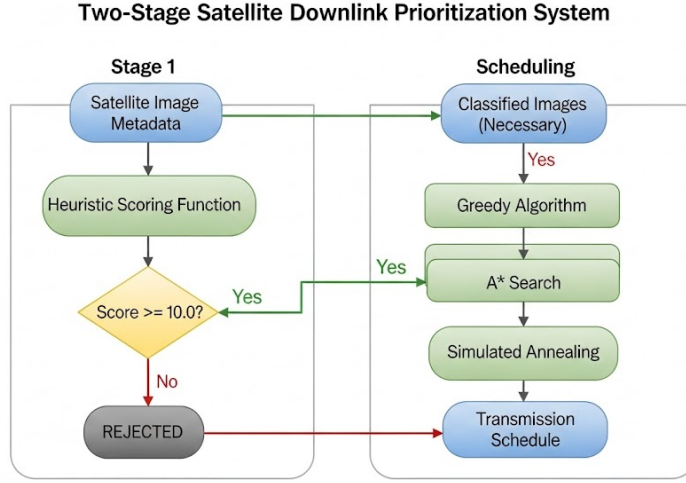 Two-Stage Satellite Downlink Prioritization System
Stage 1
Satellite Image
Metadata
Heuristic Scoring Function
Score >= 10.0?
Yes
No
REJECTED
Scheduling
Classified Images
(Necessary)
Yes
Greedy Algorithm
Yes
A* Search
Simulated Annealing
Transmission
Schedule